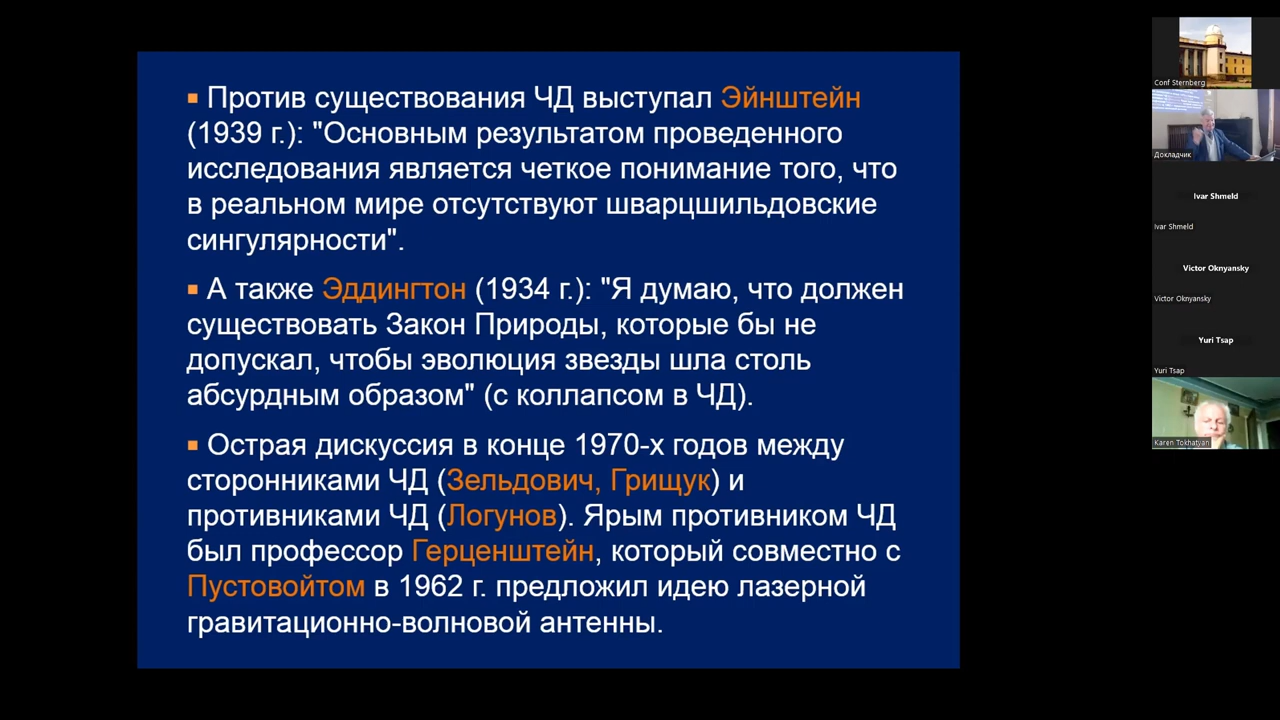 ▪ Против существования ЧД выступал Эйнштейн
(1939 г.): "Основным результатом проведенного
исследования является четкое понимание того, что
в реальном мире отсутствуют шварцшильдовские
сингулярности".
▪ А также Эддингтон (1934 г.): "Я думаю, что должен
существовать Закон Природы, которые бы не
допускал, чтобы эволюция звезды шла столь
абсурдным образом" (с коллапсом в ЧД).
▪ Острая дискуссия в конце 1970-х годов между
сторонниками ЧД (Зельдович, Грищук) и
противниками ЧД (Логунов). Ярым противником ЧД
был профессор Герценштейн, который совместно с
Пустовойтом в 1962 г. предложил идею лазерной
гравитационно-волновой антенны.
Conf Sternberg
Докладчик
Ivar Shmeld
Ivar Shmeld
Victor Oknyansky
Victor Oknyansky
Yuri Tsap
Yuri Tsap
Karen Tokhatyan